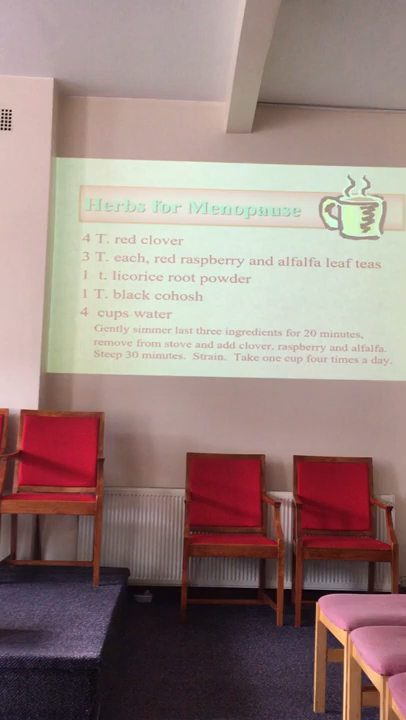 Herbs for Menopause
4 T. red clover
3 T. each, red raspberry and alfalfa leaf teas
1 t. licorice root powder
1 T. black cohosh
4 cups water
Gently simmer last three ingredients for 20 minutes,
remove from stove and add clover, raspberry and alfalfa.
Steep 30 minutes. Strain. Take one cup four times a day.